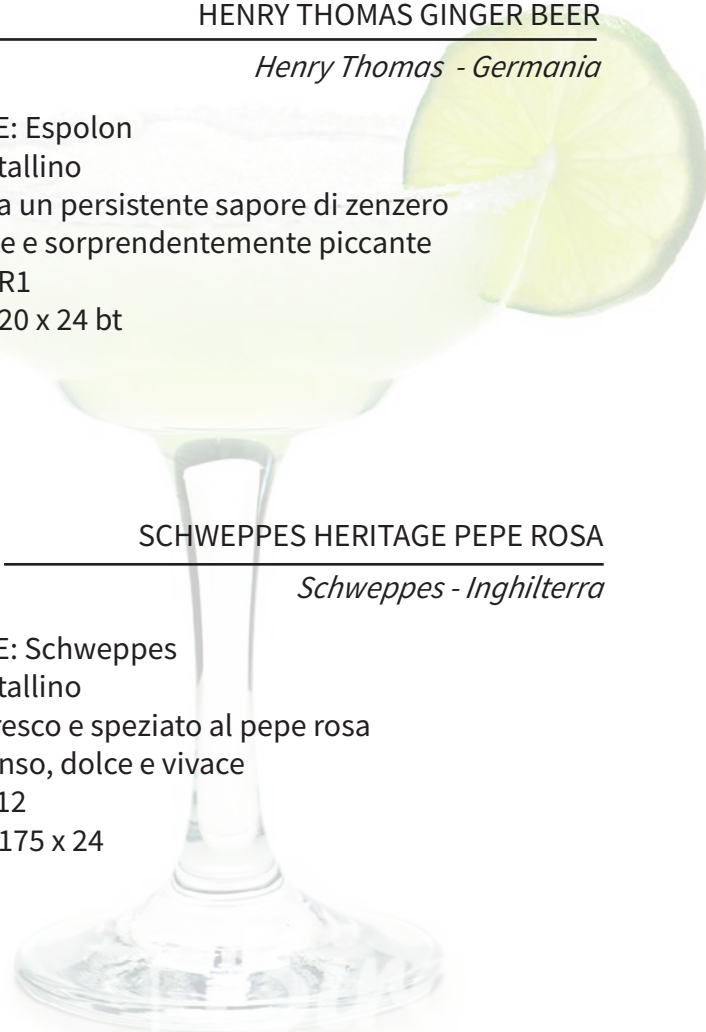 HENRY THOMAS GINGER BEER
Henry Thomas - Germania
E: Espolon
tallino
a un persistente sapore di zenzero
e e sorprendentemente piccante
R1
20 x 24 bt
SCHWEPPES HERITAGE PEPE ROSA
Schweppes - Inghilterra
E: Schweppes
tallino
resco e speziato al pepe rosa
nso, dolce e vivace
12
175 x 24